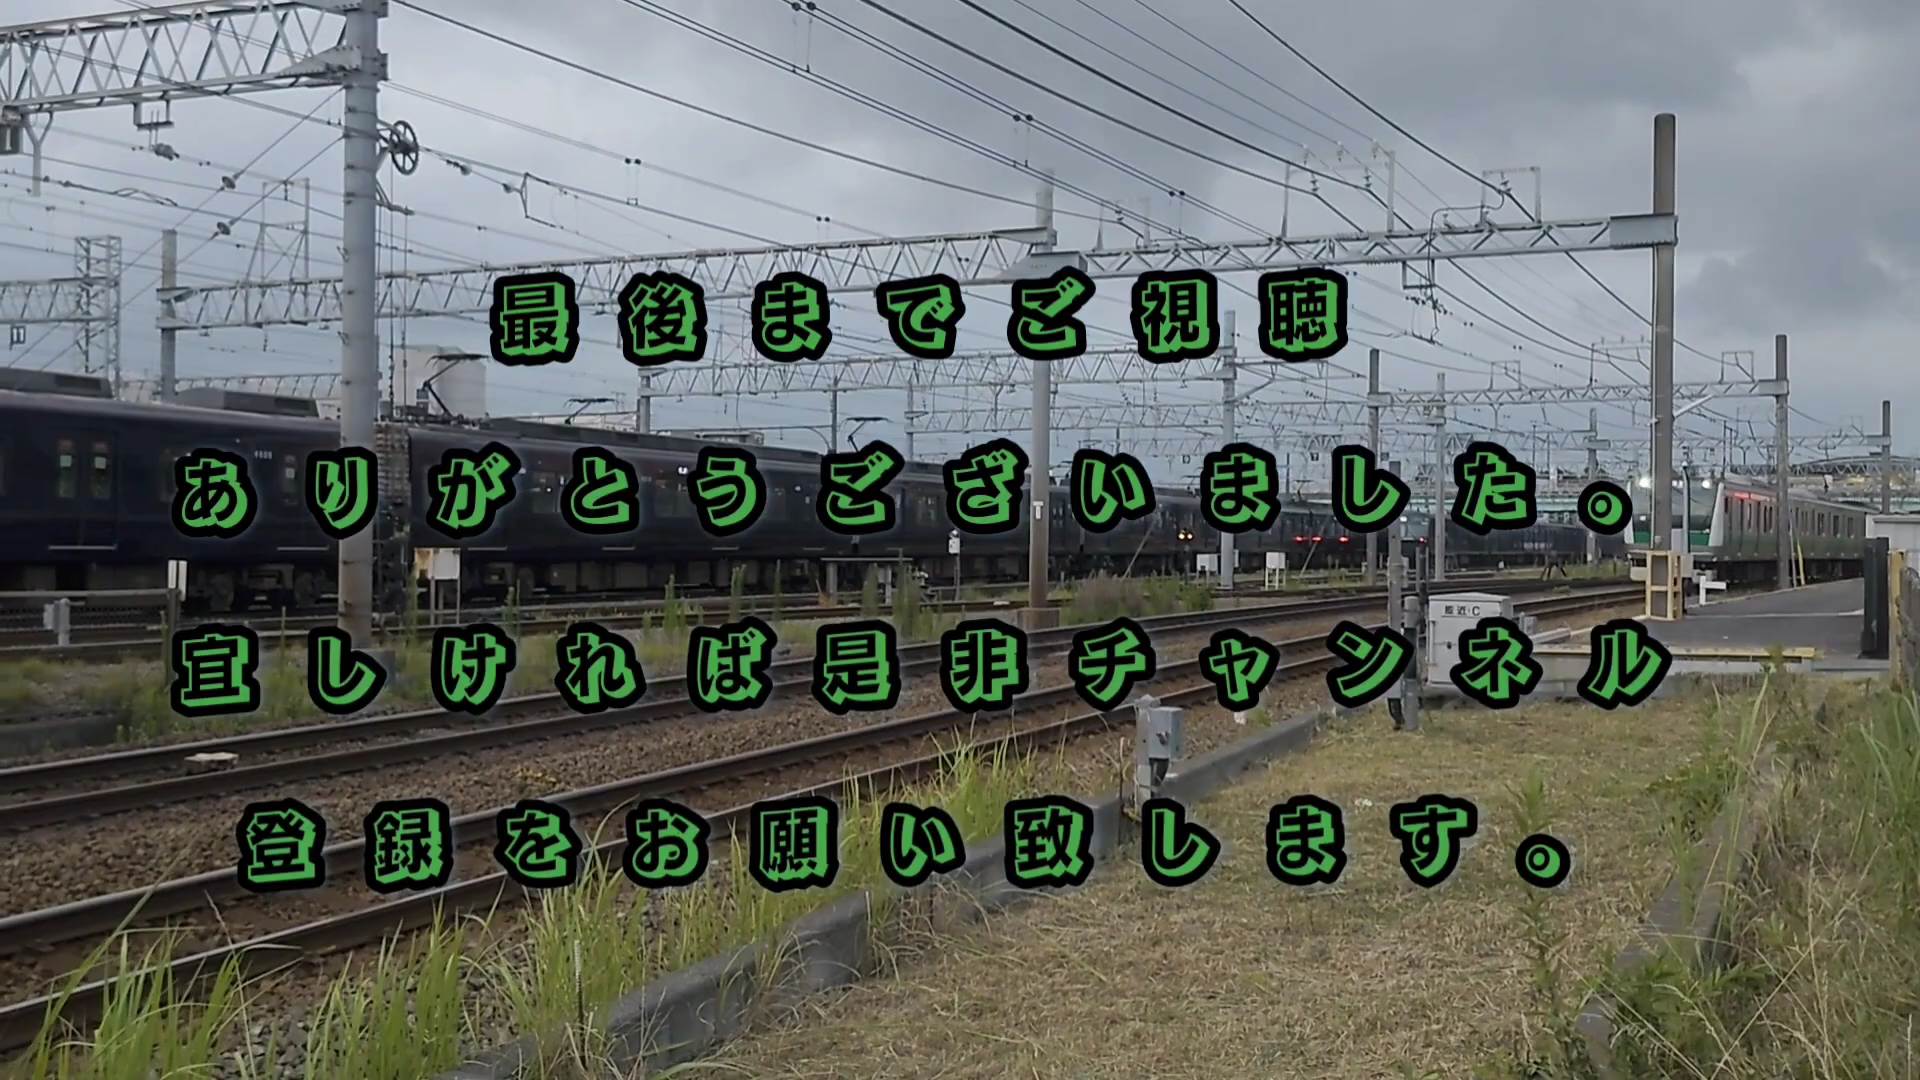 最後までご視聴
ありがとうございました。
宜しければ是非チャンネル
登録をお願い致します。